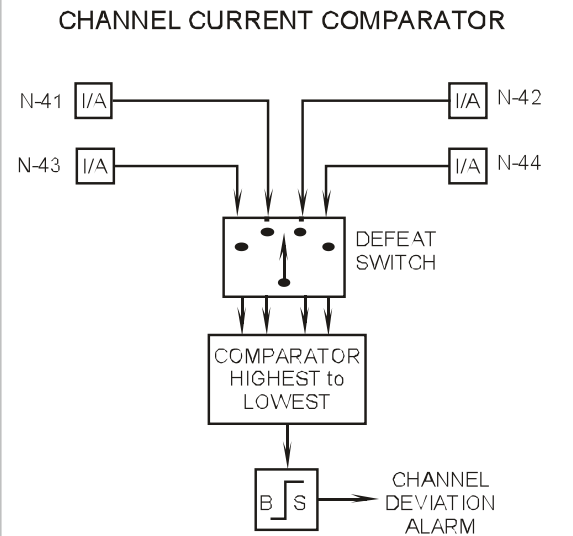 CHANNEL CURRENT COMPARATOR
N-41 I/A
I/A N-42
N-43 I/A
I/A N-44
DEFEAT
SWITCH
COMPARATOR
HIGHEST to
LOWEST
B S
CHANNEL
DEVIATION
ALARM